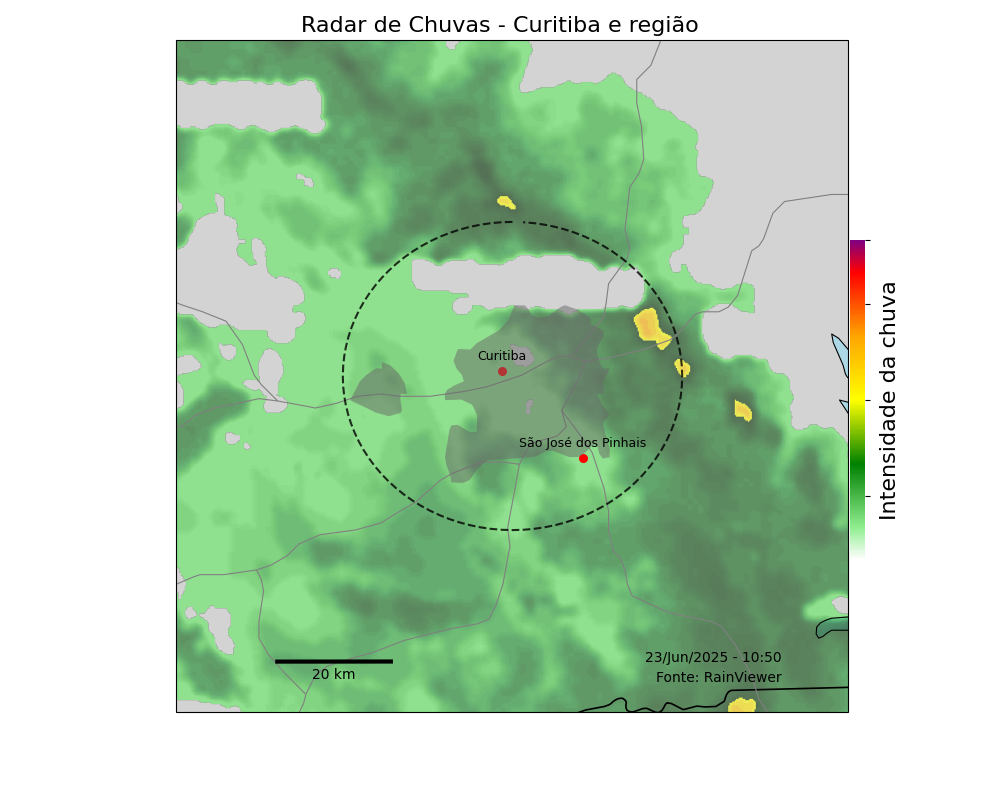 Radar de Chuvas - Curitiba e região
Curitiba
São José dos Pinhais
Intensidade da chuva
23/Jun/2025 - 10:50
Fonte: RainViewer
20 km